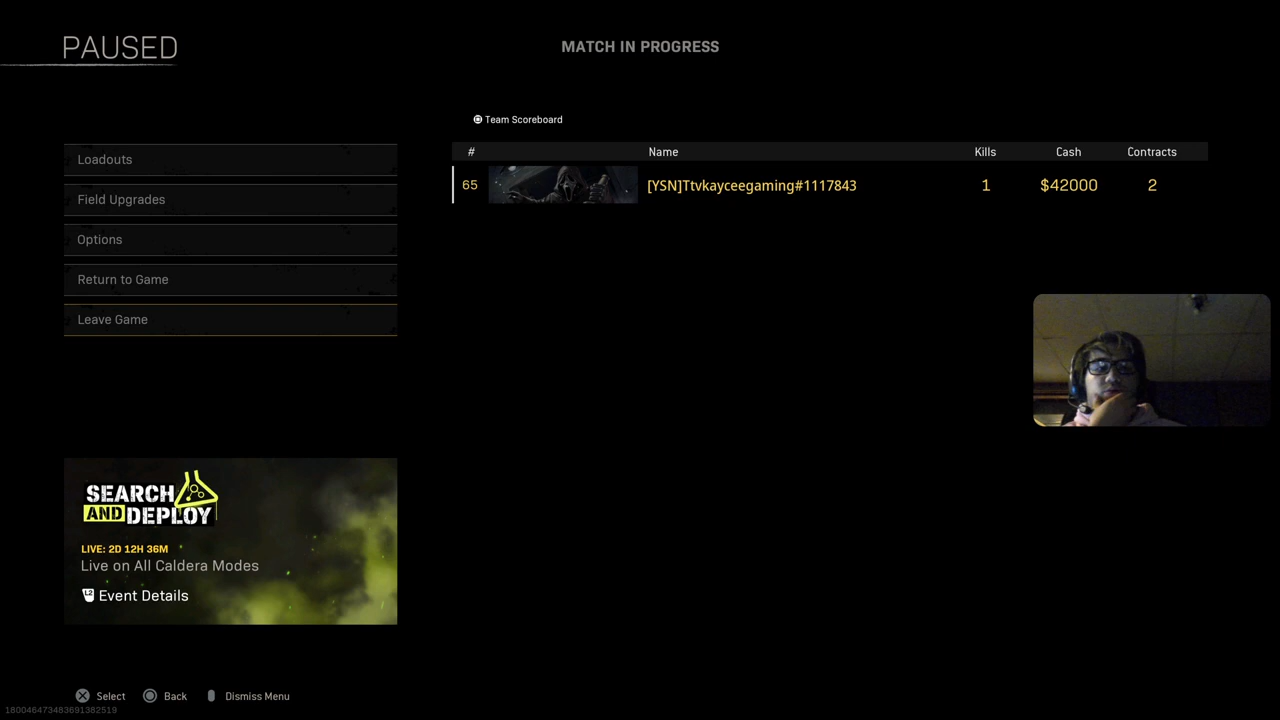 PAUSED
MATCH IN PROGRESS
Team Scoreboard
# Name Kills Cash Contracts
65 [YSN]Ttvkayceegaming#1117843 1 $42000 2
Loadouts
Field Upgrades
Options
Return to Game
Leave Game
SEARCH
AND DEPLOY
LIVE: 2D 12H 36M
Live on All Caldera Modes
L2 Event Details
Select Back Dismiss Menu
180046473483691382519